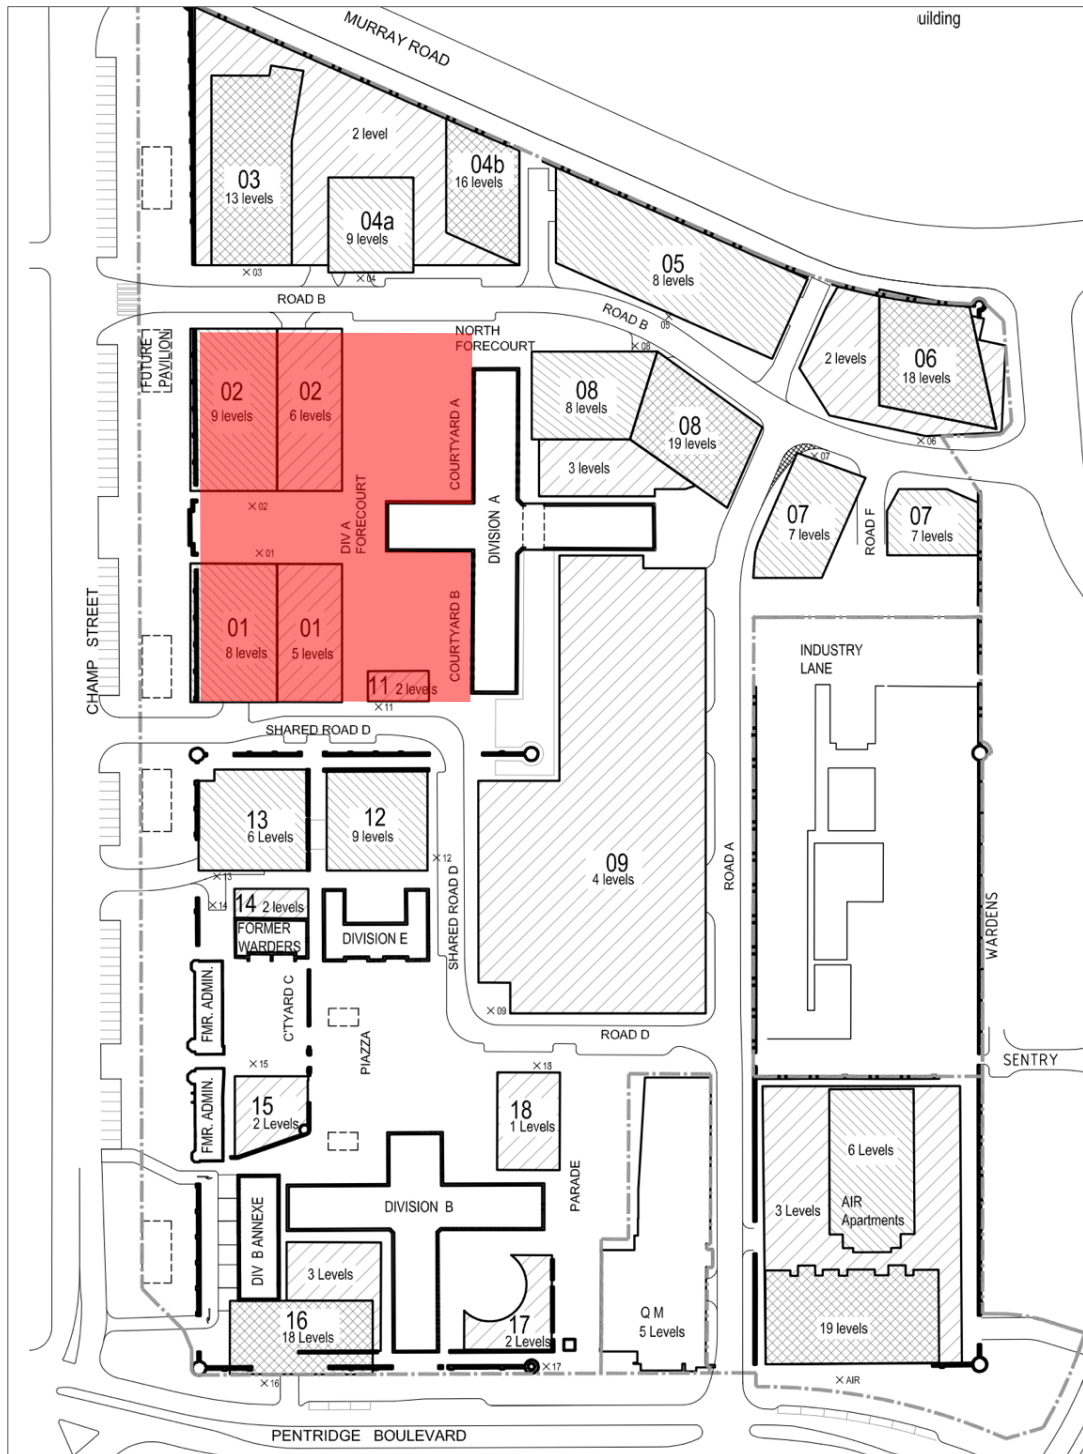 uilding
MURRAY ROAD
2 level
03
13 levels
04b
16 levels
04a
9 levels
05
8 levels
×03
×04
ROAD B
ROAD B
×05
NORTH
FORECOURT
×08
FUTURE
PAVILION
02
9 levels
02
6 levels
COURTYARD A
08
8 levels
08
19 levels
3 levels
2 levels
06
18 levels
×06
×07
07
7 levels
ROAD F
07
7 levels
×02
DIV A
FORECOURT
DIVISION A
×01
CHAMP STREET
01
8 levels
01
5 levels
COURTYARD B
11 2 levels
×11
INDUSTRY
LANE
SHARED ROAD D
13
6 Levels
12
9 levels
×12
×13
09
4 levels
ROAD A
14 2 levels
×14
FORMER
WARDERS
DIVISION E
SHARED ROAD D
WARDENS
FMR. ADMIN.
C'TYARD C
×09
ROAD D
PIAZZA
SENTRY
×15
×18
FMR. ADMIN.
15
2 Levels
18
1 Levels
PARADE
6 Levels
3 Levels
AIR
Apartments
DIV B ANNEXE
DIVISION B
3 Levels
16
18 Levels
17
2 Levels
Q M
5 Levels
19 levels
×16
×17
×AIR
PENTRIDGE BOULEVARD